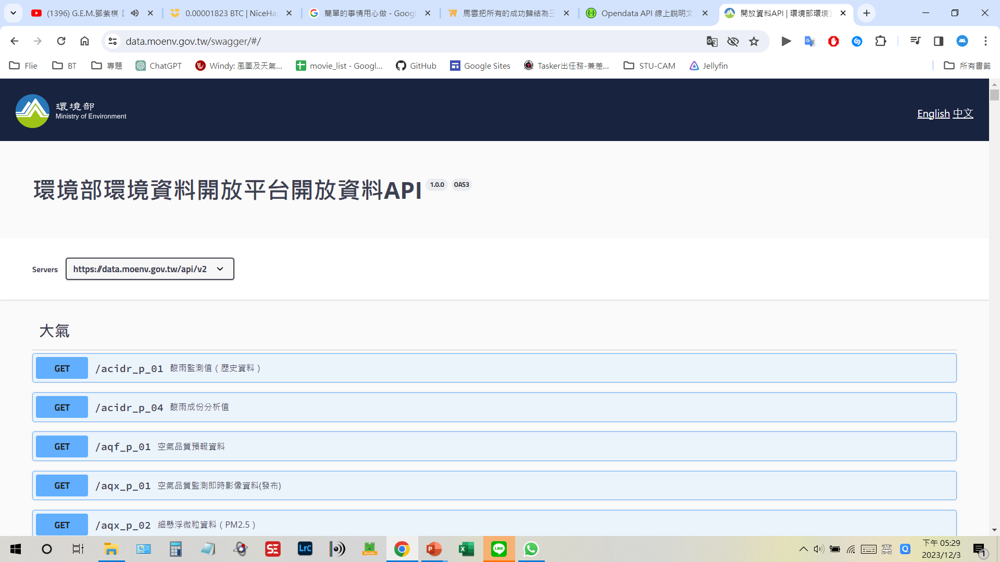 (1396) G.E.M.鄧紫棋
0.00001823 BTC | NiceHa
簡單的事情用心做 - Googl
馬雲把所有的成功歸結為三
Opendata API 線上說明文
開放資料API | 環境部環境
data.moenv.gov.tw/swagger/#/
Flie
BT
專題
ChatGPT
Windy: 風圖及天氣...
movie_list - Googl...
GitHub
Google Sites
Tasker出任務-兼差...
STU-CAM
Jellyfin
所有書籤
環境部
Ministry of Environment
English 中文
環境部環境資料開放平台開放資料API 1.0.0 OAS3
Servers https://data.moenv.gov.tw/api/v2
大氣
GET /acidr_p_01 酸雨監測值 ( 歷史資料 )
GET /acidr_p_04 酸雨成份分析值
GET /aqf_p_01 空氣品質預報資料
GET /aqx_p_01 空氣品質監測即時影像資料(發布)
GET /aqx_p_02 細懸浮微粒資料 ( PM2.5 )
SE
LrC
P
X
LINE
英
Q
下午 05:29
2023/12/3
1